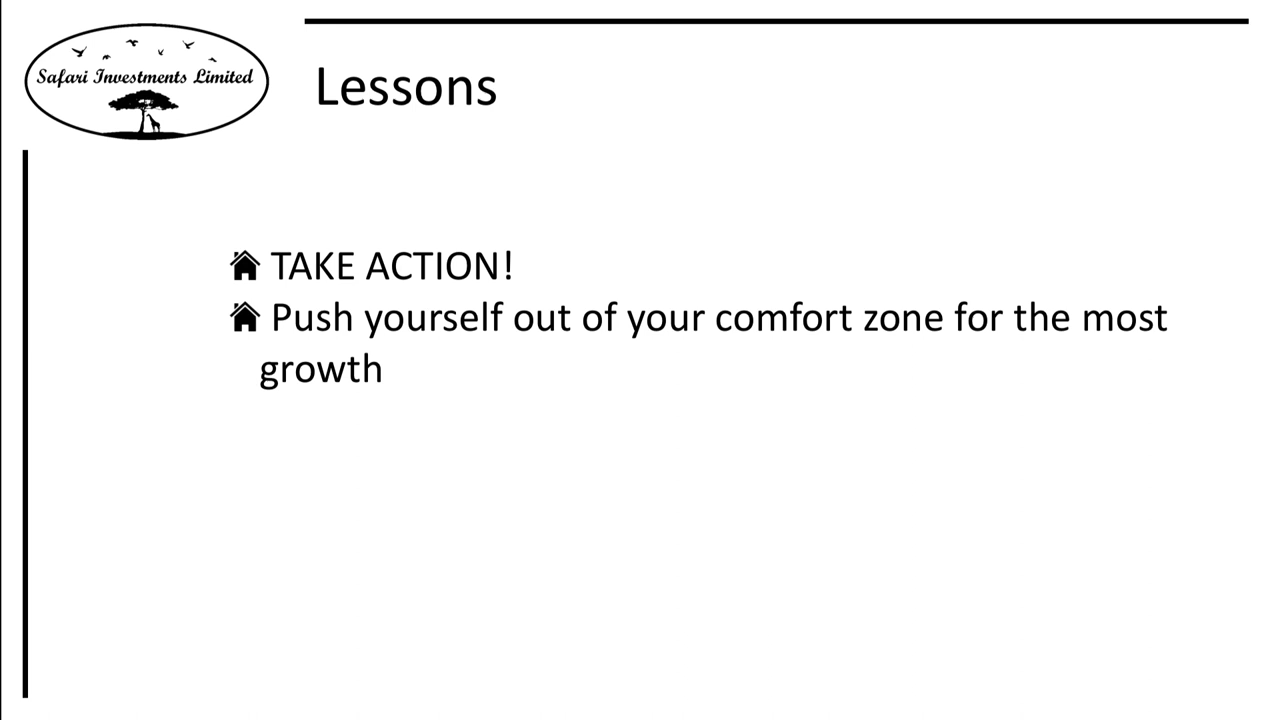 Safari Investments Limited
Lessons
TAKE ACTION!
Push yourself out of your comfort zone for the most
growth